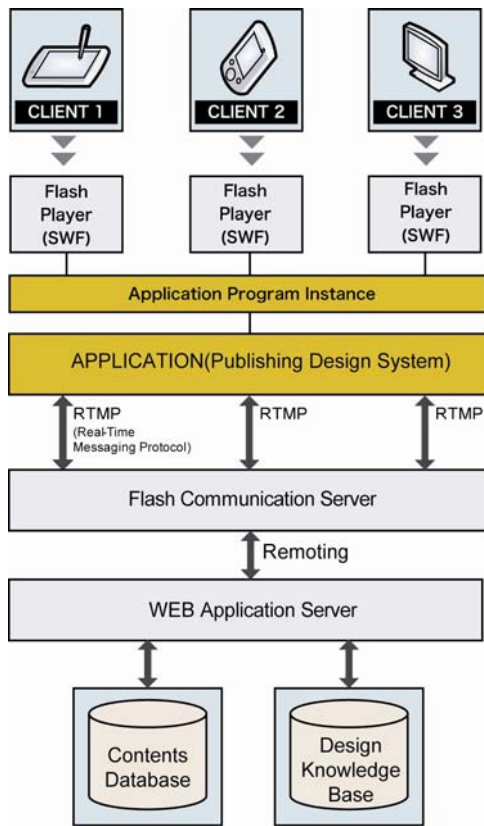 CLIENT 1
CLIENT 2
CLIENT 3
Flash
Player
(SWF)
Flash
Player
(SWF)
Flash
Player
(SWF)
Application Program Instance
APPLICATION(Publishing Design System)
RTMP
(Real-Time
Messaging Protocol)
RTMP
RTMP
Flash Communication Server
Remoting
WEB Application Server
Contents
Database
Design
Knowledge
Base